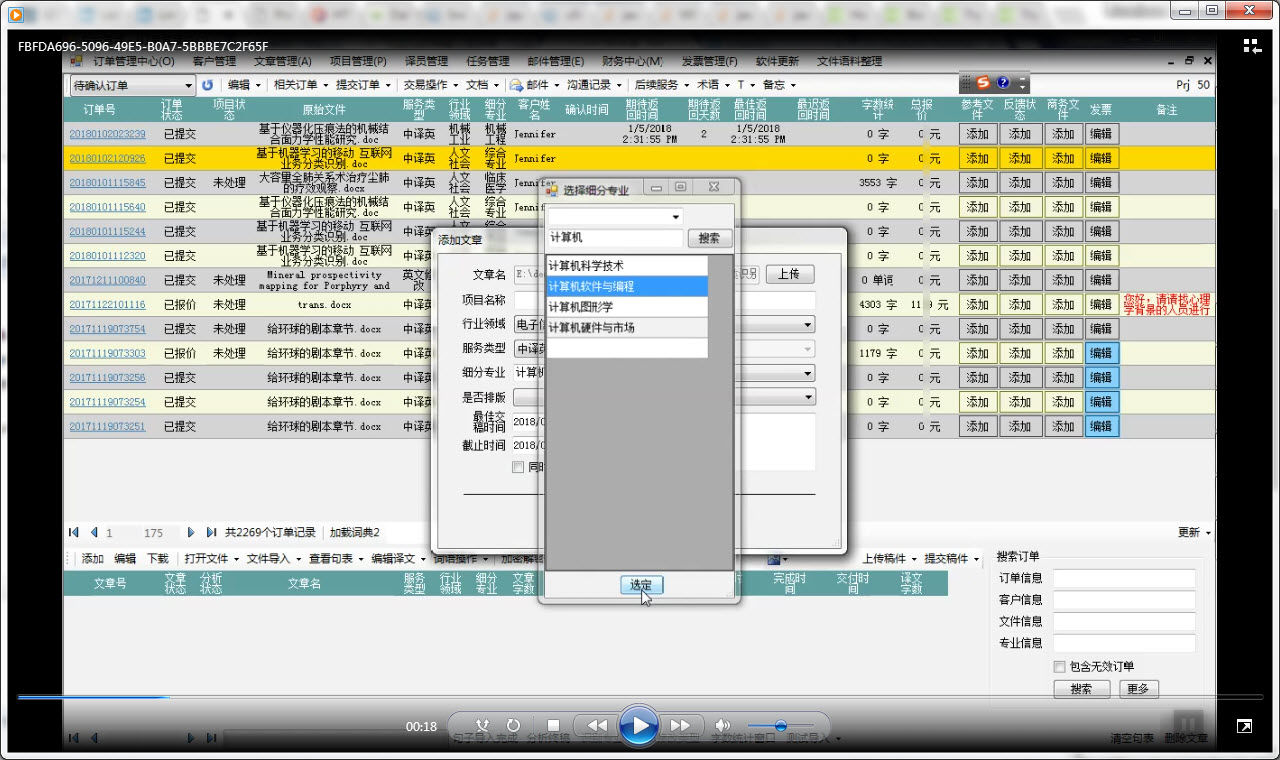 FBFDA696-5096-49E5-B0A7-5BBBE7C2F65F
订单管理中心(O) 客户管理 文章管理(A) 项目管理(P) 译员管理 任务管理 邮件管理(E) 财务中心(M) 发票管理(F) 软件更新 文件语料整理
待确认订单 编辑 相关订单 提交订单 交易操作 文档 邮件 沟通记录 后续服务 术语 T 备忘 Prj 50
订单号 订单状态 项目状态 原始文件 服务类型 行业领域 细分专业 客户姓名 确认时间 期待返回时间 期待返回天数 最佳返回时间 最迟返回时间 字数统计 总报价 参考文件 反馈状态 商务文件 发票 备注
20180102023239 已提交 基于仪器化压痕法的机械结合面力学性能研究.doc 中译英 机械工业 机械工程 Jennifer 1/5/2018 2:31:55 PM 2 1/5/2018 2:31:55 PM 0 字 0 元 添加 添加 添加 编辑
20180102120926 已提交 基于机器学习的移动 互联网业务分类识别.doc 中译英 人文社会 综合专业 Jennifer 0 字 0 元 添加 添加 添加 编辑
20180101115845 已提交 未处理 大容量全肺灌洗术治疗尘肺的疗效观察.docx 中译英 人文社会 临床医学 Jennifer 3553 字 0 元 添加 添加 添加 编辑
20180101115640 已提交 基于仪器化压痕法的机械结合面力学性能研究.doc 中译英 人文社会 综合专业 0 字 0 元 添加 添加 添加 编辑
20180101115244 已提交 基于机器学习的移动 互联网业务分类识别.doc 中译英 0 字 0 元 添加 添加 添加 编辑
20180101112320 已提交 基于机器学习的移动 互联网业务分类识别.doc 中译英 0 字 0 元 添加 添加 添加 编辑
20171211100840 已提交 未处理 Mineral prospectivity mapping for Porphyry and 英文修改 0 单词 0 元 添加 添加 添加 编辑
20171122101116 已报价 未处理 trans.docx 中译英 4303 字 元 添加 添加 添加 编辑 您好，请请核心理学背景的人员进行
20171119073754 已提交 未处理 给环球的剧本章节.docx 中译英 0 字 0 元 添加 添加 添加 编辑
20171119073303 已报价 未处理 给环球的剧本章节.docx 中译英 1179 字 0 元 添加 添加 添加 编辑
20171119073256 已提交 给环球的剧本章节.docx 中译英 0 字 0 元 添加 添加 添加 编辑
20171119073254 已提交 给环球的剧本章节.docx 中译英 0 字 0 元 添加 添加 添加 编辑
20171119073251 已提交 给环球的剧本章节.docx 中译英 0 字 0 元 添加 添加 添加 编辑
添加文章
文章名 上传
项目名称
行业领域 电子
服务类型 中译英
细分专业 计算机
是否排版
最佳交稿时间 2018/0
截止时间 2018/0
选择细分专业
计算机 搜索
计算机科学技术
计算机软件与编程
计算机图形学
计算机硬件与市场
选定
1 175 共2269个订单记录 加载词典2 更新
添加 编辑 下载 打开文件 文件导入 查看句表 编辑译文 词语操作 上传稿件 提交稿件
文章号 文章状态 分析状态 文章名 服务类型 行业领域 细分专业 文章字数 完成时间 交付时间 译文字数
搜索订单
订单信息
客户信息
文件信息
专业信息
包含无效订单
搜索 更多
00:18
字数统计窗口 测试导入 清空句表 删除文章